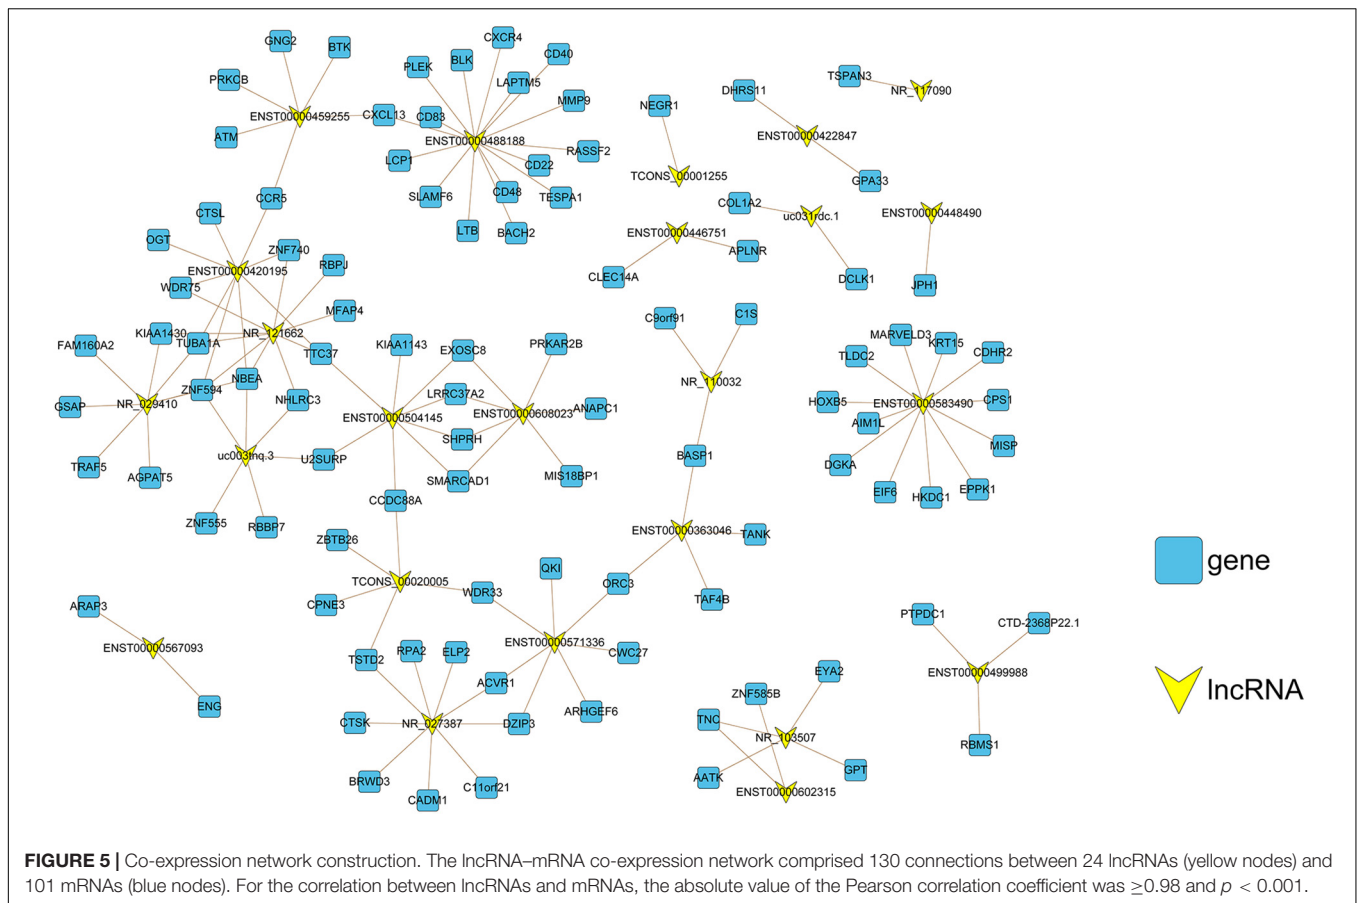 GNG2
BTK
CXCR4
CD40
BLK
PLEK
LAPTM5
PRKCB
MMP9
CXCL13
CD83
ENST00000459255
ENST00000488188
ATM
LCP1
RASSF2
CD22
SLAMF6
CD48
TESPA1
LTB
BACH2
CCR5
CTSL
OGT
ZNF740
RBPJ
ENST00000420195
WDR75
MFAP4
KIAA1430
NR_121662
TUBA1A
FAM160A2
TTC37
KIAA1143
EXOSC8
PRKAR2B
NBEA
ZNF594
NHLRC3
LRRC37A2
GSAP
NR_029410
ENST00000504145
ENST00000608023
ANAPC1
SHPRH
TRAF5
AGPAT5
uc003tnq.3
U2SURP
SMARCAD1
MIS18BP1
CCDC88A
ZNF555
RBBP7
ZBTB26
TCONS_00020005
CPNE3
WDR33
QKI
ORC3
ARAP3
ENST00000567093
ENG
ENST00000571336
CWC27
TSTD2
RPA2
ELP2
ACVR1
ARHGEF6
CTSK
NR_027387
DZIP3
BRWD3
CADM1
C11orf21
NEGR1
TCONS_00001255
DHRS11
ENST00000422847
GPA33
TSPAN3
NR_117090
ENST00000446751
APLNR
CLEC14A
COL1A2
uc031rdc.1
DCLK1
ENST00000448490
JPH1
C9orf91
C1S
NR_110032
BASP1
ENST00000363046
TANK
TAF4B
MARVELD3
KRT15
TLDC2
CDHR2
HOXB5
ENST00000583490
CPS1
AIM1L
MISP
DGKA
EIF6
HKDC1
EPPK1
gene
PTPDC1
CTD-2368P22.1
ENST00000499988
RBMS1
lncRNA
EYA2
ZNF585B
TNC
NR_103507
AATK
GPT
ENST00000602315
FIGURE 5 | Co-expression network construction. The lncRNA–mRNA co-expression network comprised 130 connections between 24 lncRNAs (yellow nodes) and
101 mRNAs (blue nodes). For the correlation between lncRNAs and mRNAs, the absolute value of the Pearson correlation coefficient was ≥0.98 and p < 0.001.